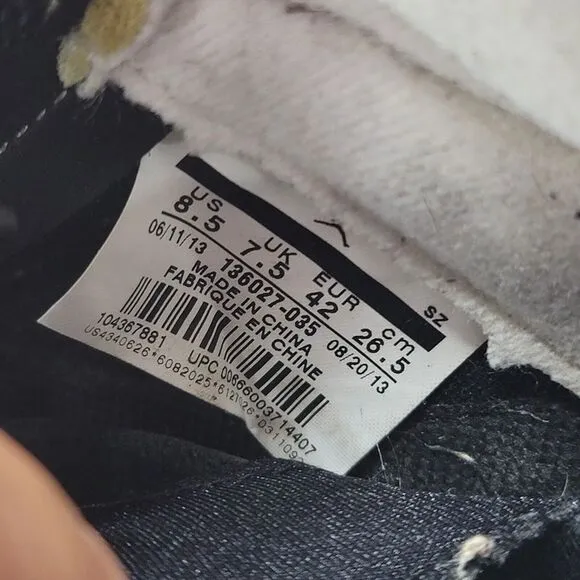 SZ
US UK EUR cm
8.5 7.5 42 26.5
06/11/13 136027-035 08/20/13
MADE IN CHINA
FABRIQUE EN CHINE
104367881 UPC 00666003714407